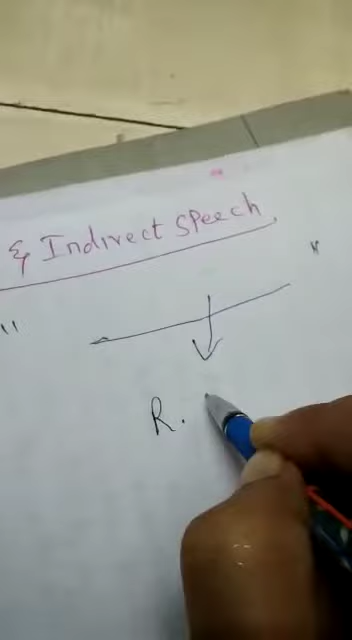 & Indirect Speech
"
"
R.